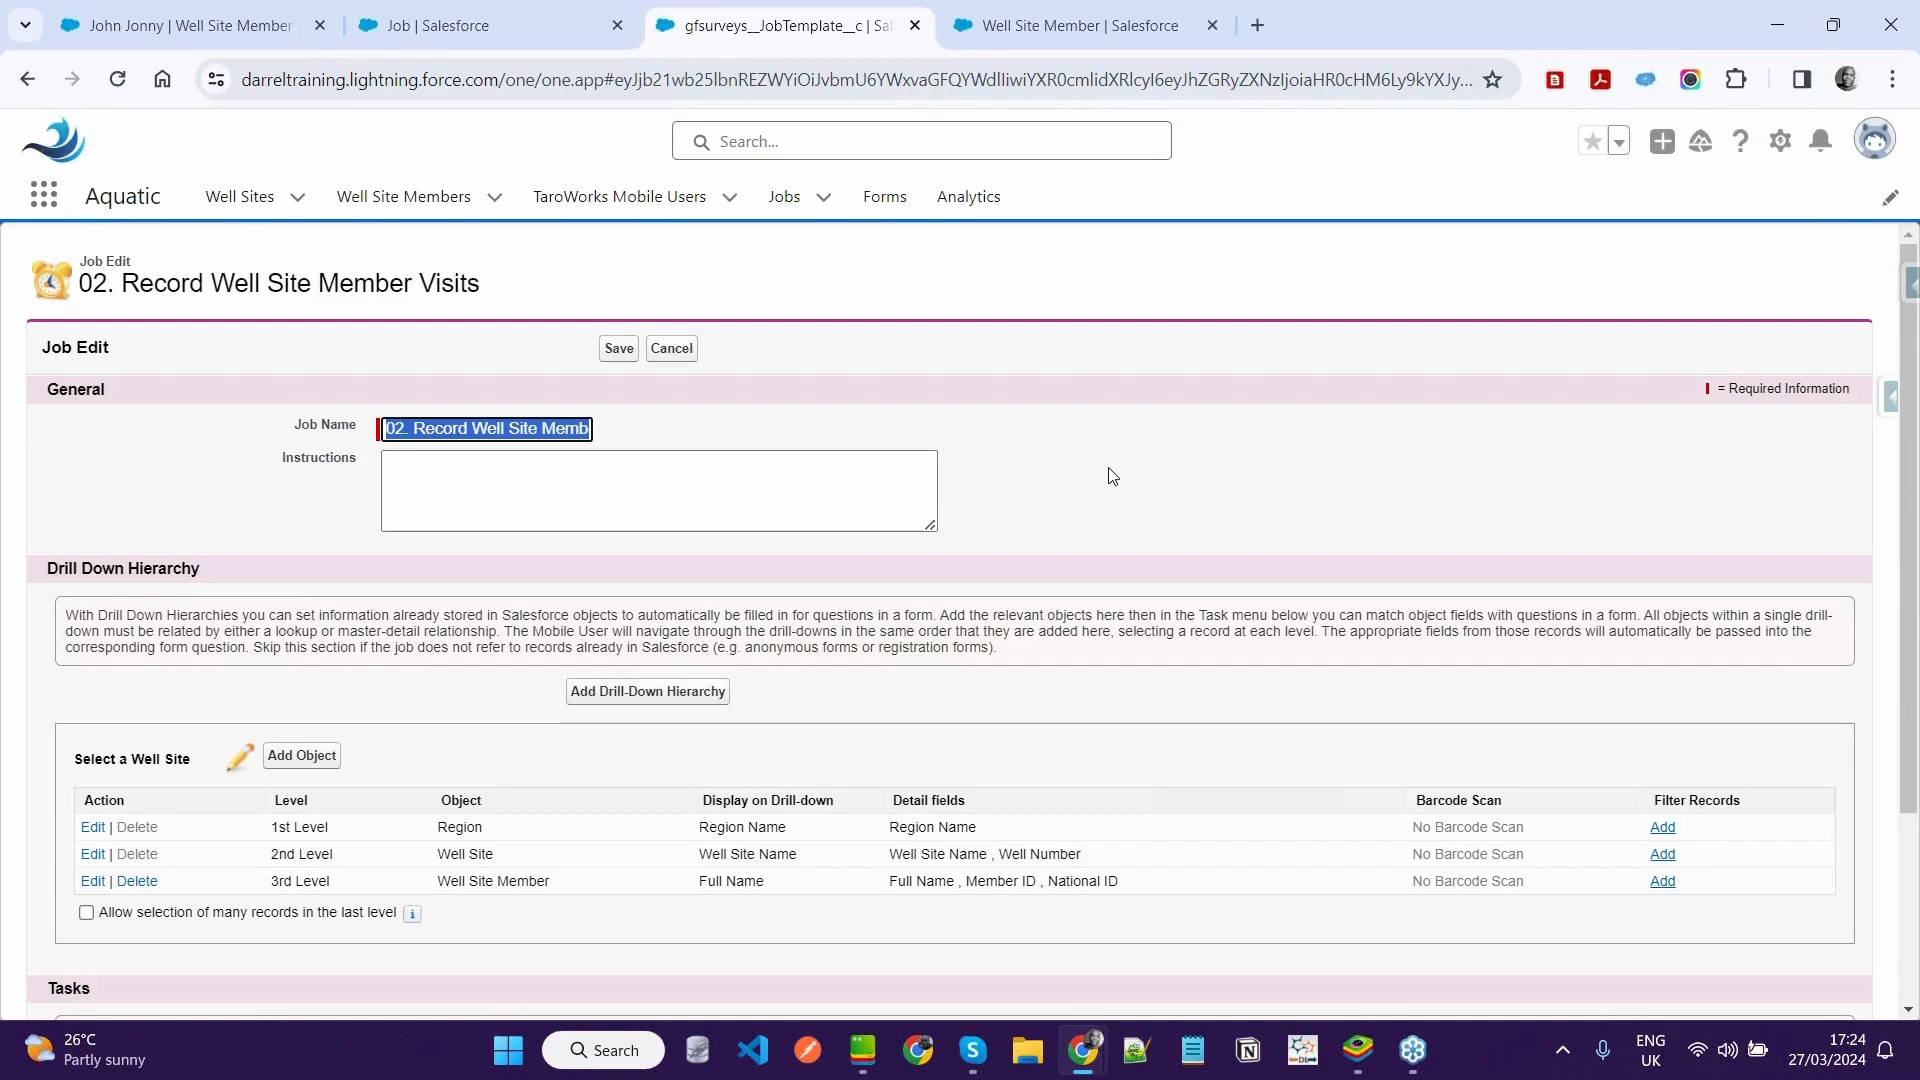 John Jonny | Well Site Member
Job | Salesforce
gfsurveys__JobTemplate__c | Sal
Well Site Member | Salesforce
darreltraining.lightning.force.com/one/one.app#eyJjb21wb25lbnREZWYiOiJvbmU6YWxvaGFQYWdlIiwiYXR0cmlidXRlcyI6eyJhZGRyZXNzIjoiaHR0cHM6Ly9kYXJy...
Search...
Aquatic
Well Sites
Well Site Members
TaroWorks Mobile Users
Jobs
Forms
Analytics
Job Edit
02. Record Well Site Member Visits
Job Edit
Save
Cancel
General
= Required Information
Job Name
02. Record Well Site Memb
Instructions
Drill Down Hierarchy
With Drill Down Hierarchies you can set information already stored in Salesforce objects to automatically be filled in for questions in a form. Add the relevant objects here then in the Task menu below you can match object fields with questions in a form. All objects within a single drill-
down must be related by either a lookup or master-detail relationship. The Mobile User will navigate through the drill-downs in the same order that they are added here, selecting a record at each level. The appropriate fields from those records will automatically be passed into the
corresponding form question. Skip this section if the job does not refer to records already in Salesforce (e.g. anonymous forms or registration forms).
Add Drill-Down Hierarchy
Select a Well Site
Add Object
Action Level Object Display on Drill-down Detail fields Barcode Scan Filter Records
Edit | Delete 1st Level Region Region Name Region Name No Barcode Scan Add
Edit | Delete 2nd Level Well Site Well Site Name Well Site Name , Well Number No Barcode Scan Add
Edit | Delete 3rd Level Well Site Member Full Name Full Name , Member ID , National ID No Barcode Scan Add
Allow selection of many records in the last level
Tasks
26°C
Partly sunny
Search
ENG
UK
17:24
27/03/2024